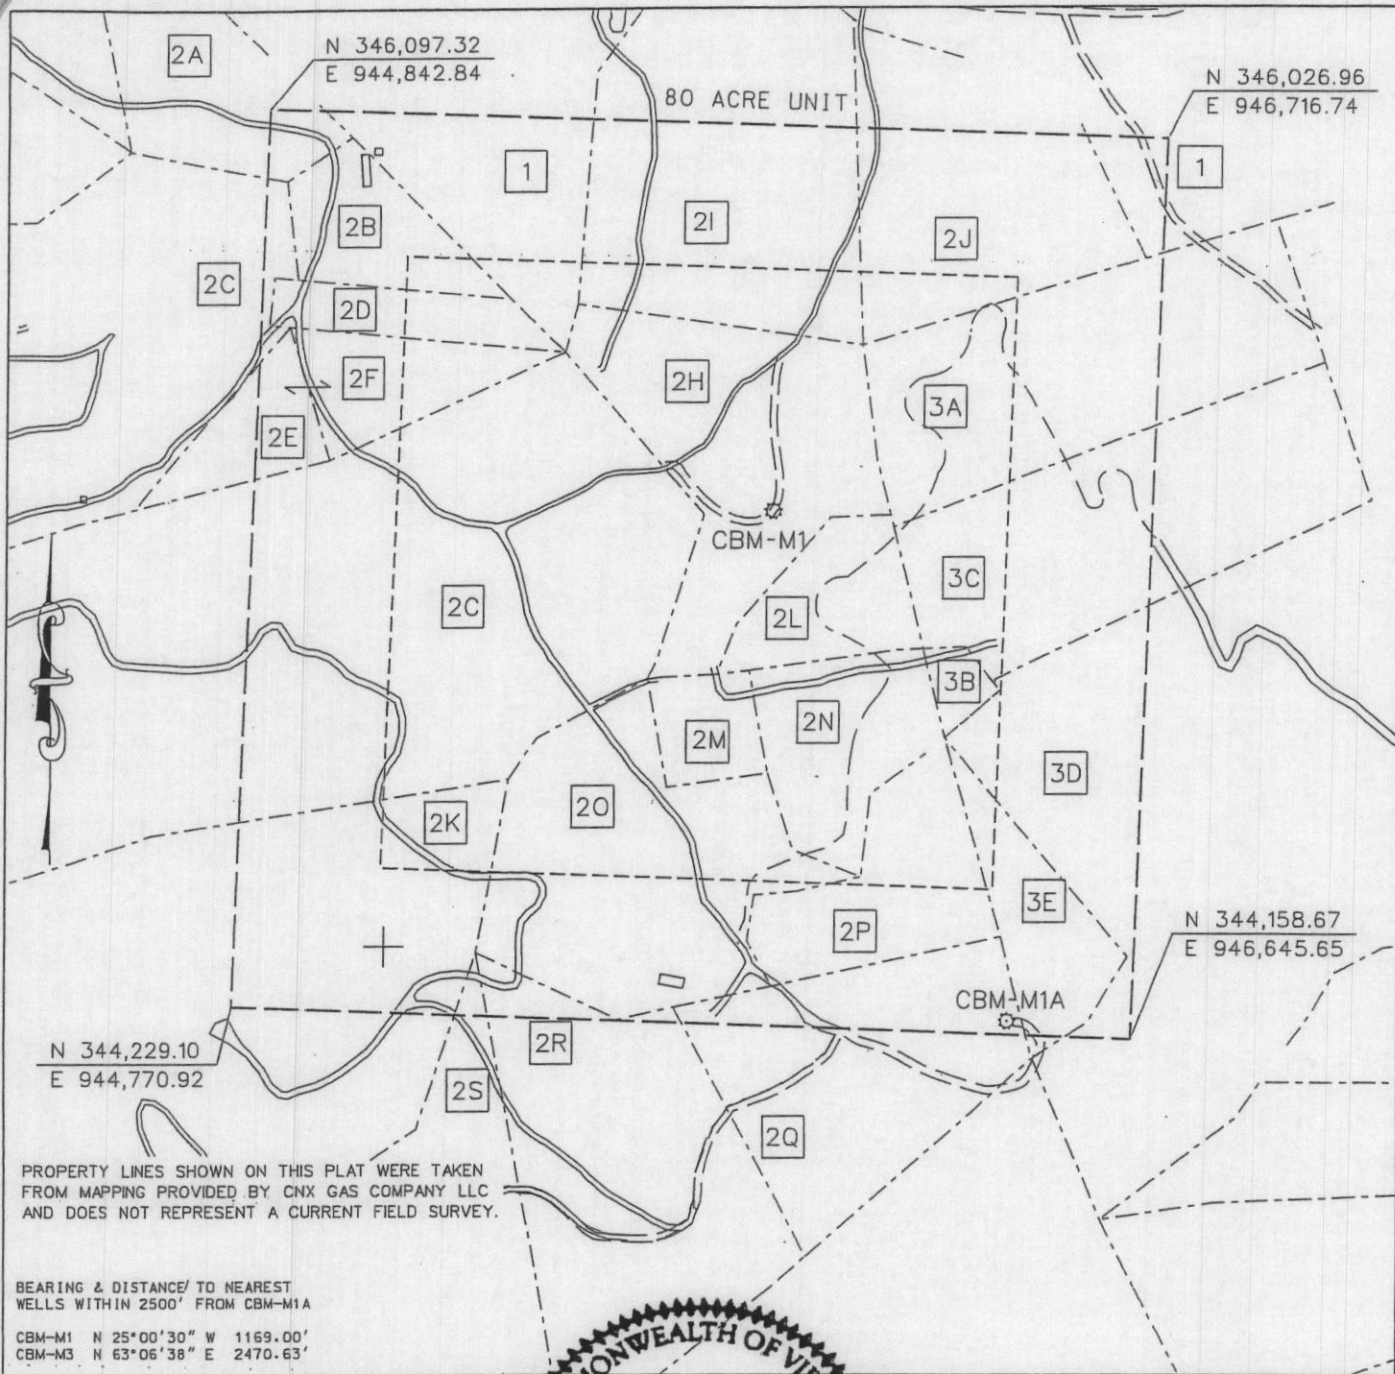 2A
N 346,097.32
E 944,842.84
80 ACRE UNIT
N 346,026.96
E 946,716.74
1
1
2B
2I
2J
2C
2D
2F
2H
3A
2E
CBM-M1
2C
3C
2L
3B
2M
2N
3D
2K
2O
3E
2P
N 344,158.67
E 946,645.65
CBM-M1A
N 344,229.10
E 944,770.92
2R
2S
2Q
PROPERTY LINES SHOWN ON THIS PLAT WERE TAKEN
FROM MAPPING PROVIDED BY CNX GAS COMPANY LLC
AND DOES NOT REPRESENT A CURRENT FIELD SURVEY.
BEARING & DISTANCE TO NEAREST
WELLS WITHIN 2500' FROM CBM-M1A
CBM-M1 N 25°00'30" W 1169.00'
CBM-M3 N 63°06'38" E 2470.63'
MONWEALTH OF VI